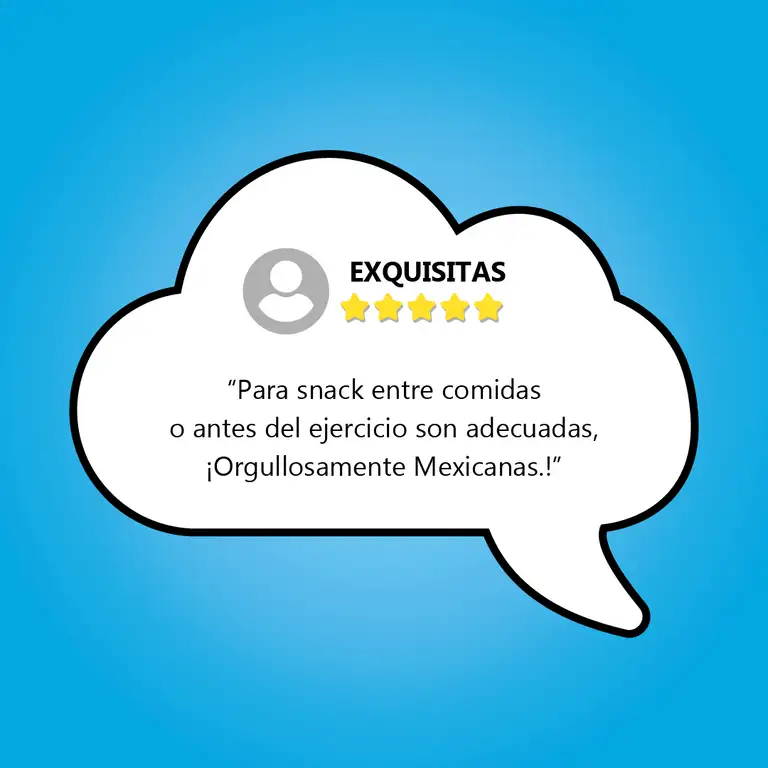 EXQUISITAS
“Para snack entre comidas
o antes del ejercicio son adecuadas,
¡Orgullosamente Mexicanas.!”